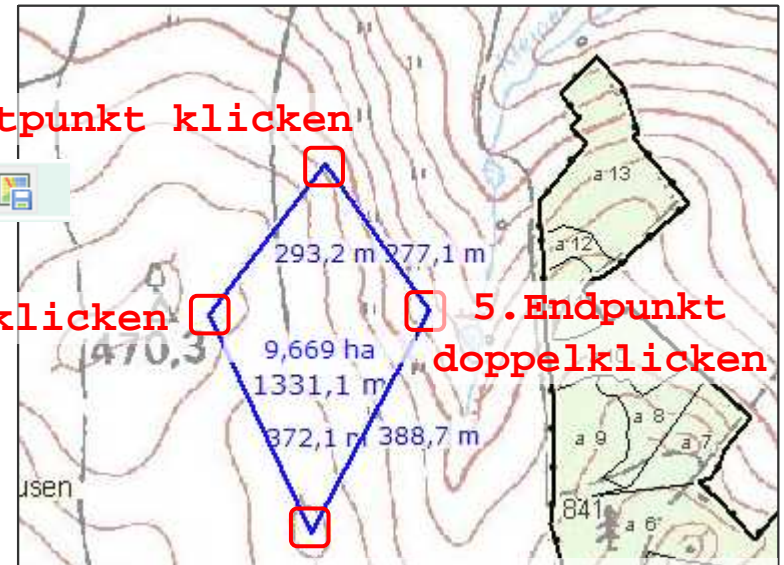 tpunkt klicken
a 13
293,2 m 277,1 m
a 12
klicken
5.Endpunkt
470,3
9,669 ha
doppelklicken
1331,1 m
372,1 m 388,7 m
a 8
a 9
a 7
usen
841
a 6